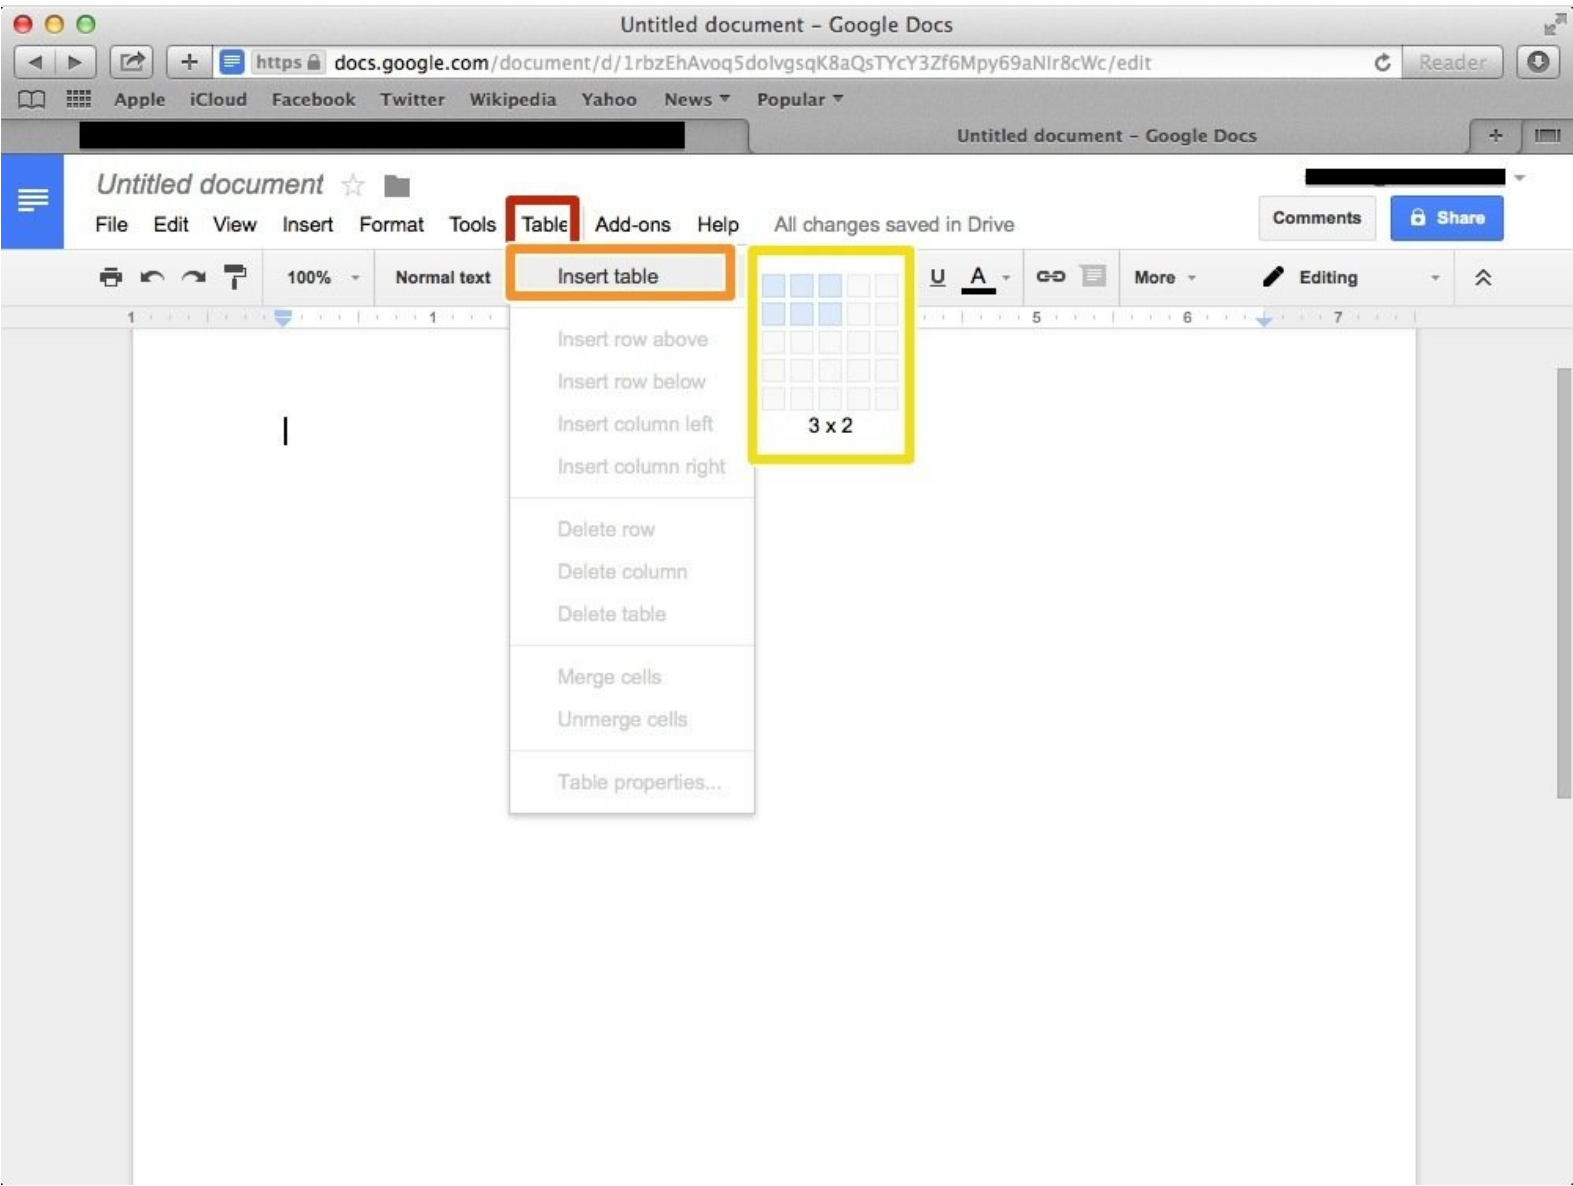 Untitled document – Google Docs
https docs.google.com/document/d/1rbzEhAvoq5dolvgsqK8aQsTYcY3Zf6Mpy69aNIr8cWc/edit Reader
Apple iCloud Facebook Twitter Wikipedia Yahoo News Popular
Untitled document – Google Docs
Untitled document
File Edit View Insert Format Tools Table Add-ons Help All changes saved in Drive
Comments Share
100% Normal text U A More Editing
1 1 5 6 7
Insert table
Insert row above
Insert row below
Insert column left
Insert column right
Delete row
Delete column
Delete table
Merge cells
Unmerge cells
Table properties...
3 x 2